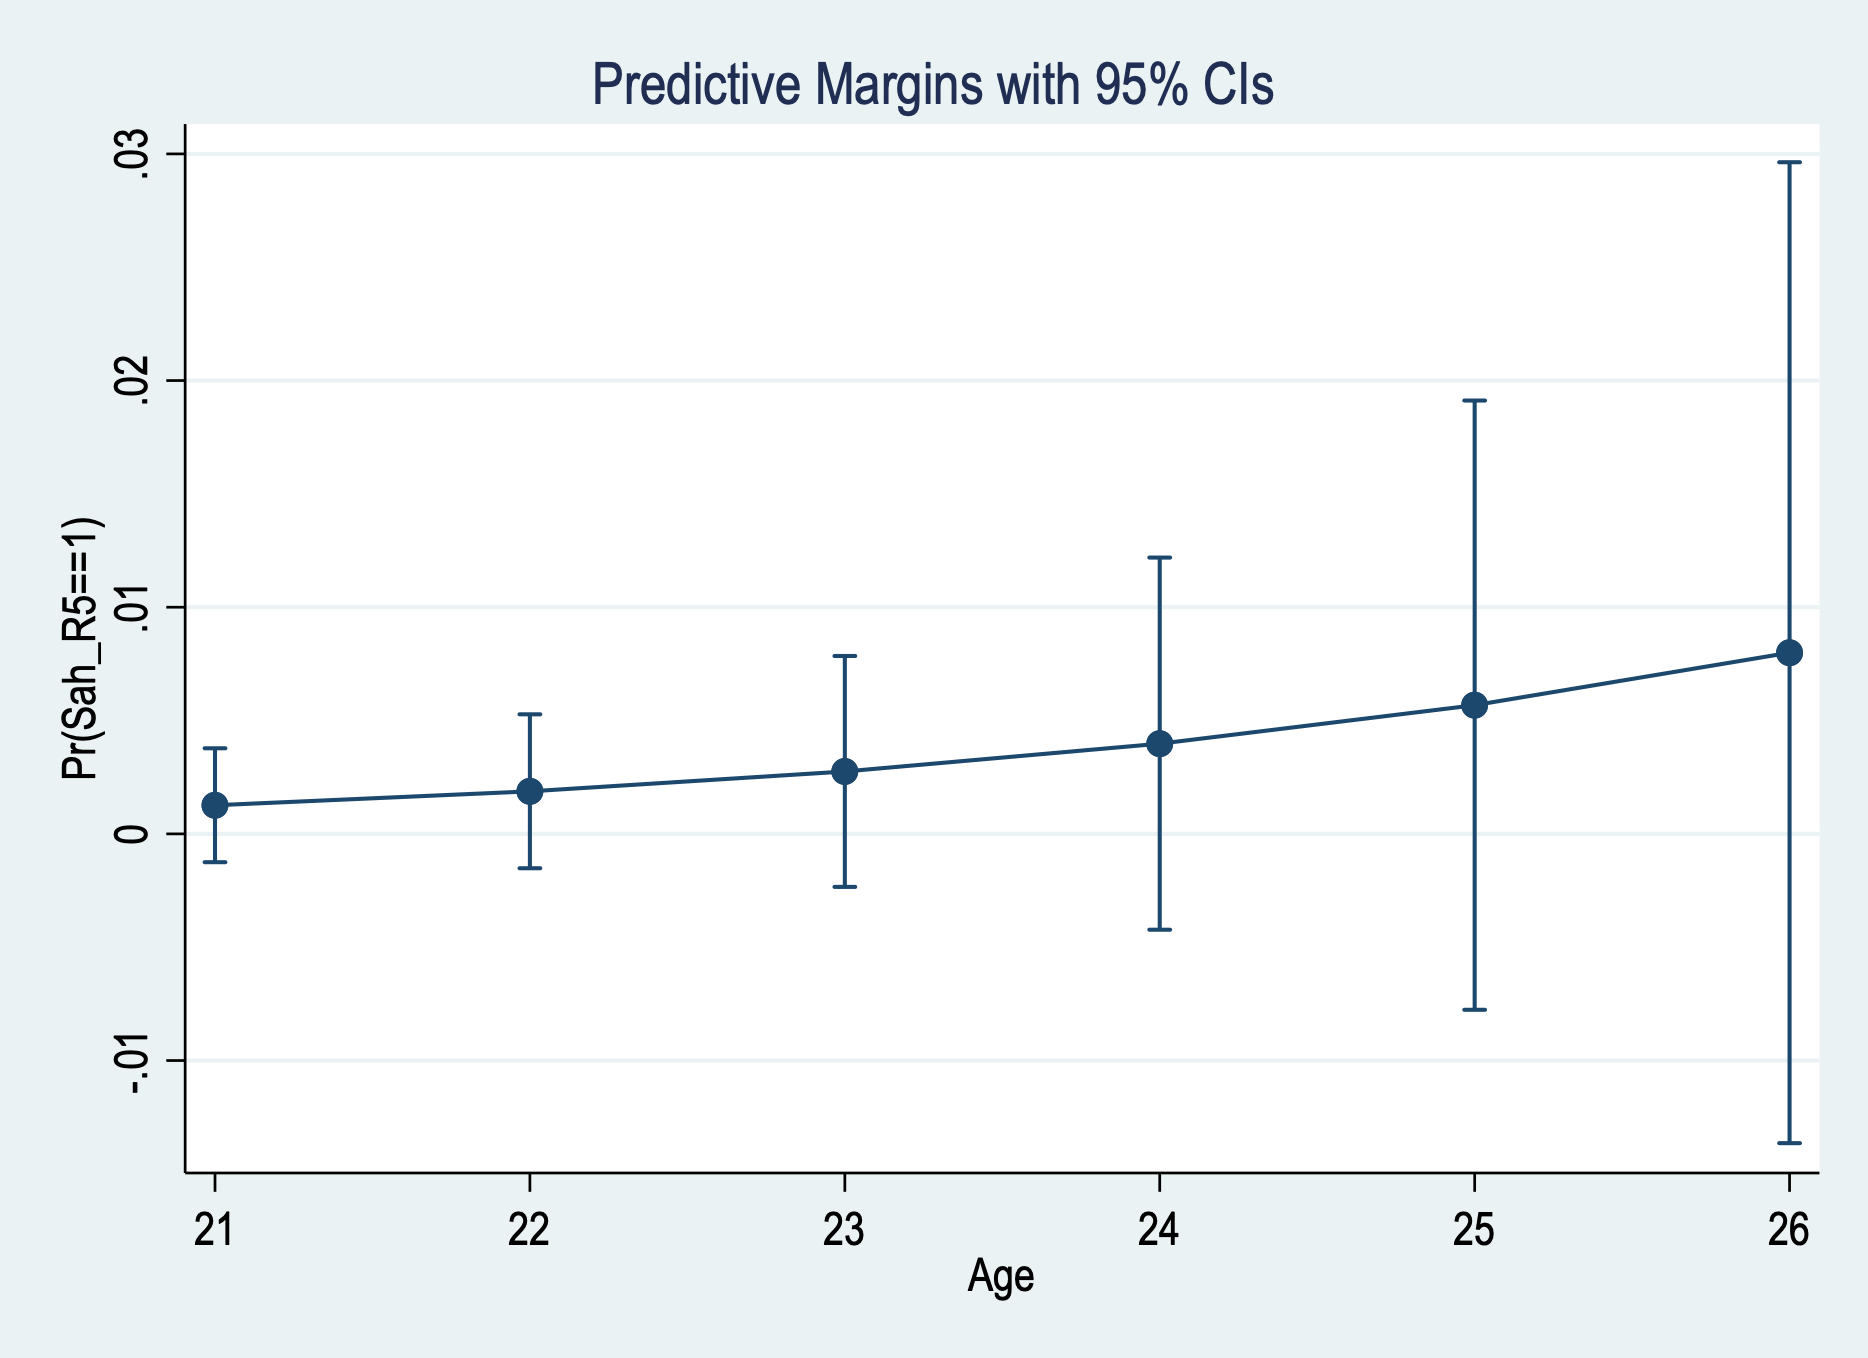 Predictive Margins with 95% CIs
.03
.02
.01
0
-.01
Pr(Sah_R5==1)
21 22 23 24 25 26
Age